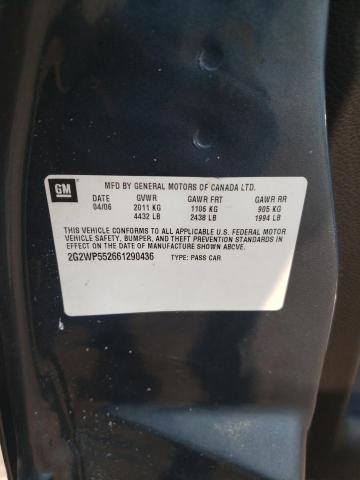 GM
MFD BY GENERAL MOTORS OF CANADA LTD.
DATE GVWR GAWR FRT GAWR RR
04/06 2011 KG 1106 KG 905 KG
4432 LB 2438 LB 1994 LB
THIS VEHICLE CONFORMS TO ALL APPLICABLE U.S. FEDERAL MOTOR
VEHICLE SAFETY, BUMPER, AND THEFT PREVENTION STANDARDS IN
EFFECT ON THE DATE OF MANUFACTURE SHOWN ABOVE.
2G2WP552661290436 TYPE: PASS CAR